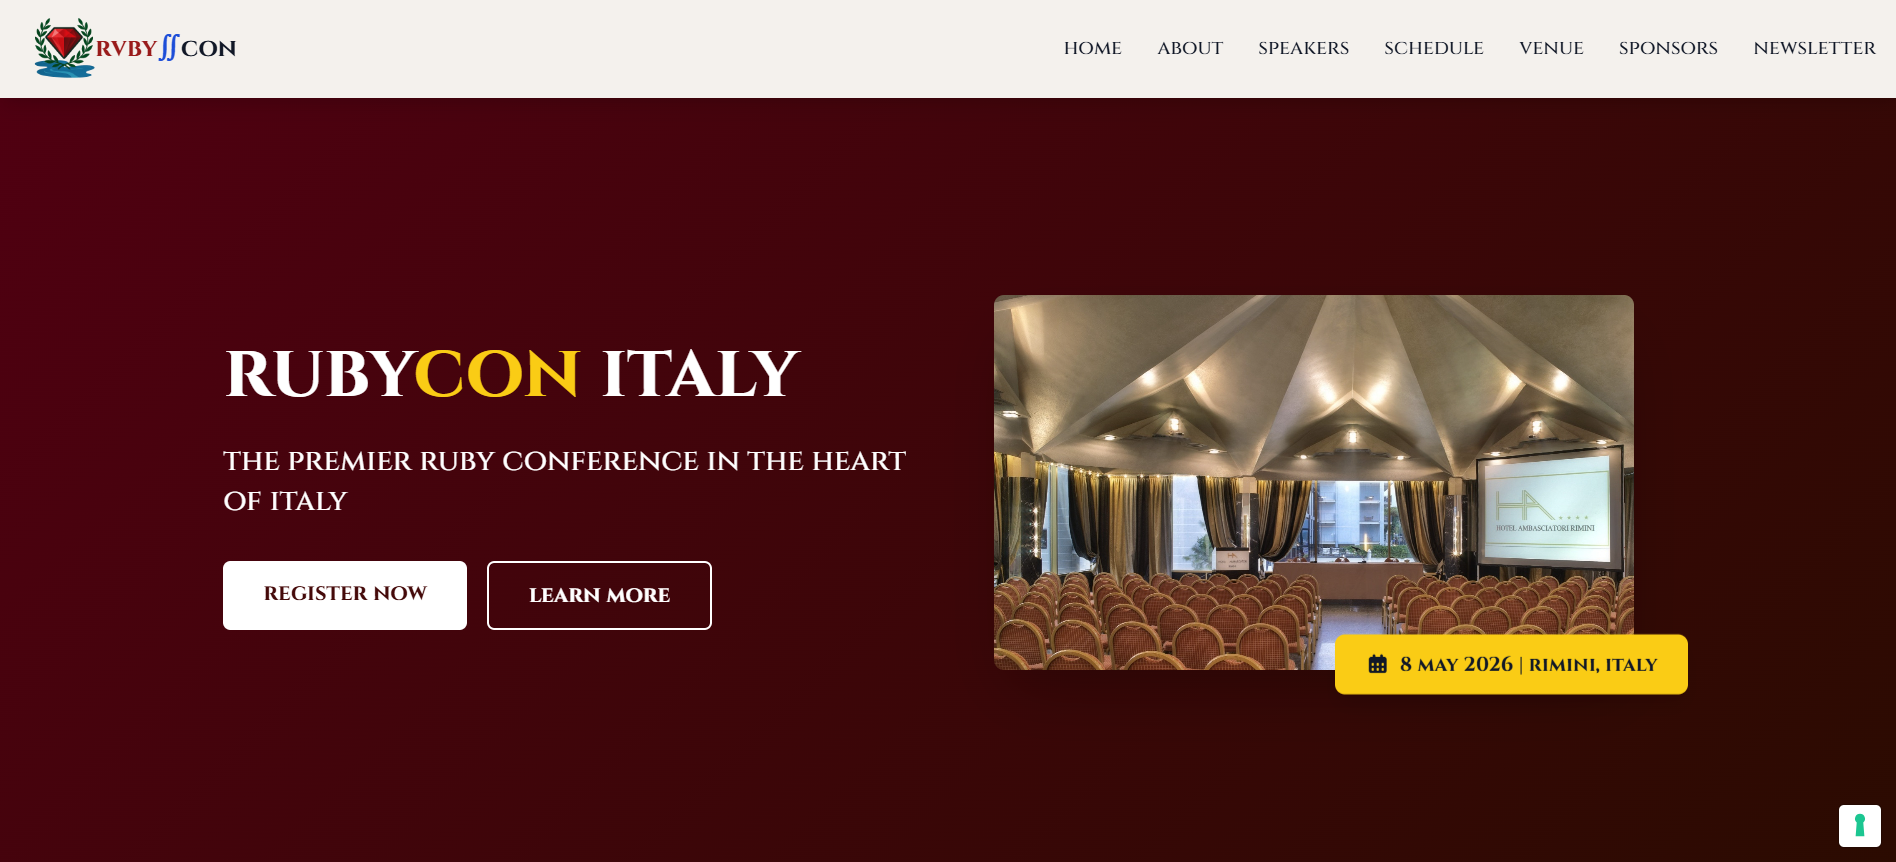 RVBY∬CON
HOME ABOUT SPEAKERS SCHEDULE VENUE SPONSORS NEWSLETTER
RUBYCON ITALY
THE PREMIER RUBY CONFERENCE IN THE HEART
OF ITALY
REGISTER NOW
LEARN MORE
HA
HOTEL AMBASCIATORI RIMINI
8 MAY 2026 | RIMINI, ITALY